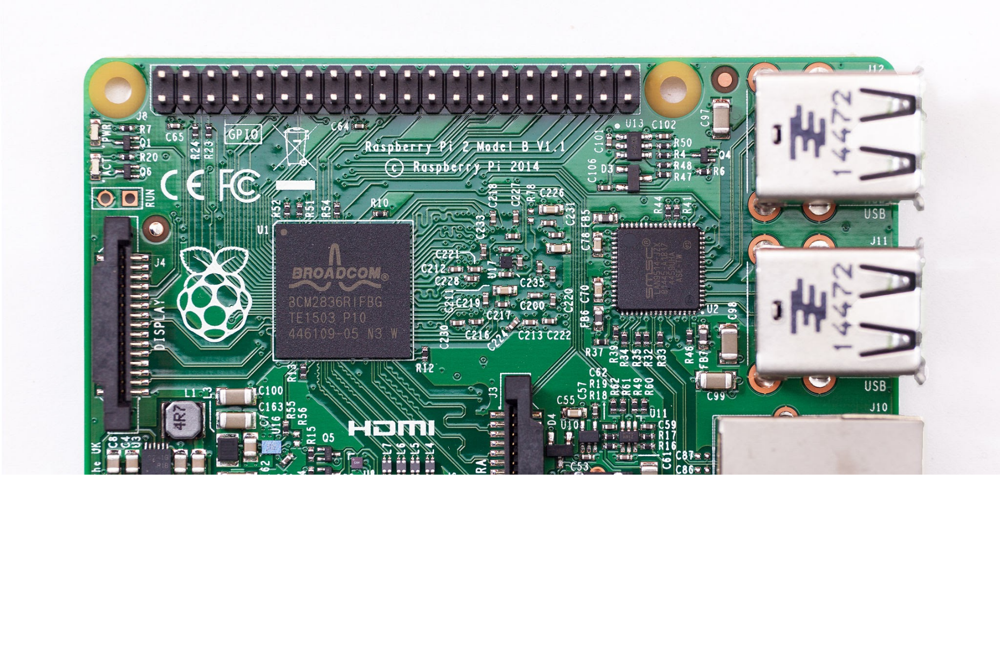 J12
J8
PWR
R7
Q1
R20
ACT
Q6
C65
R24
R23
GPIO
C64
Raspberry Pi 2 Model B V1.1
© Raspberry Pi 2014
C101
U13
C102
R50
R4
R48
R47
C106
D3
Q4
R6
C97
14472
USB
CE FC
RUN
R52
R51
R54
R10
C218
C227
R78
C226
C231
FB5
R44
R41
U1
C233
C78
J11
J4
DISPLAY
BROADCOM®
BCM2836RIFBG
TE1503 P10
446109-05 N3 W
C221
C212
C228
U17
C235
C211
C219
C217
C200
C220
C230
C216
C224
C213
C222
C70
FB6
smsc®
LAN9514-JZX
U2
C98
14472
USB
R37
R39
R34
R35
R32
R33
R46
FB7
C99
R13
R12
L1
L3
C100
C163
4R7
C7
U16
R55
R56
R15
Q5
HDMI
J3
C62
R19
R18
C57
C55
R62
R61
R49
R60
U11
D4
U10
C59
R17
R16
C61
C53
C87
C86
J10
he UK
C8
U3
L7
L6
L5
L4
RA